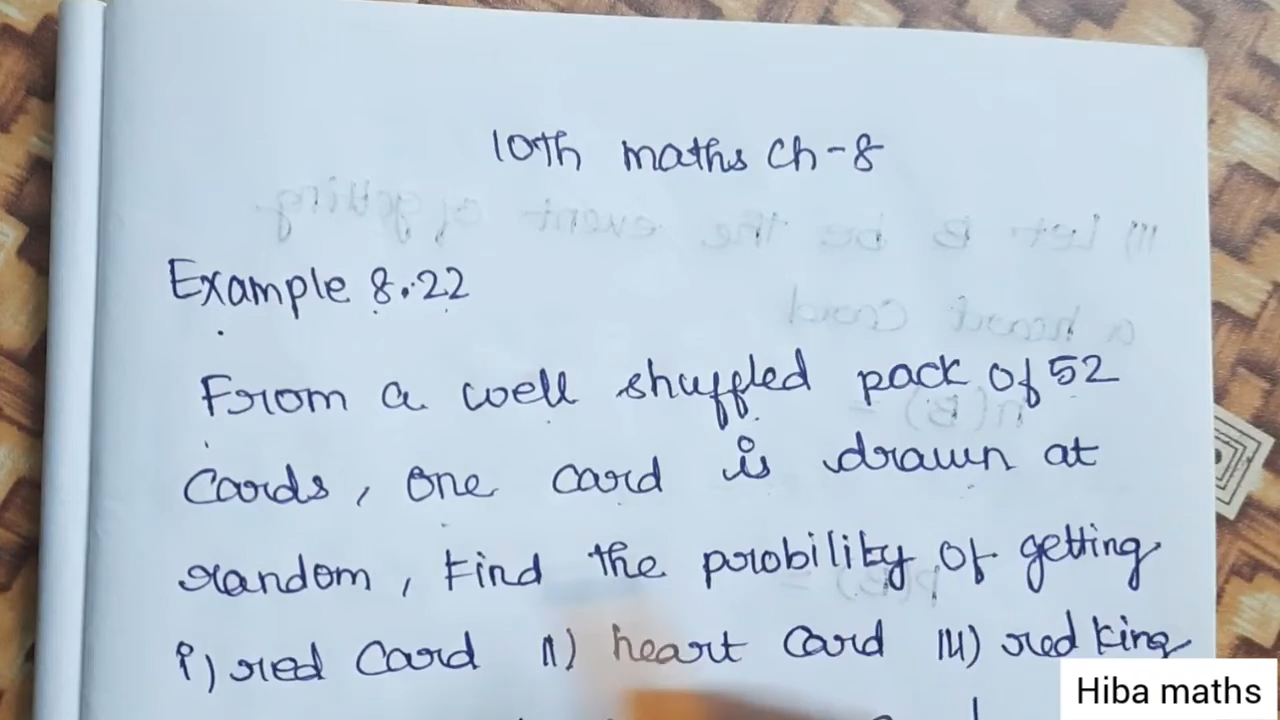 10th maths Ch-8
Example 8.22
From a well shuffled pack of 52
cards, one card is drawn at
random, find the probility of getting
i) red card ii) heart card iii) red king
Hiba maths